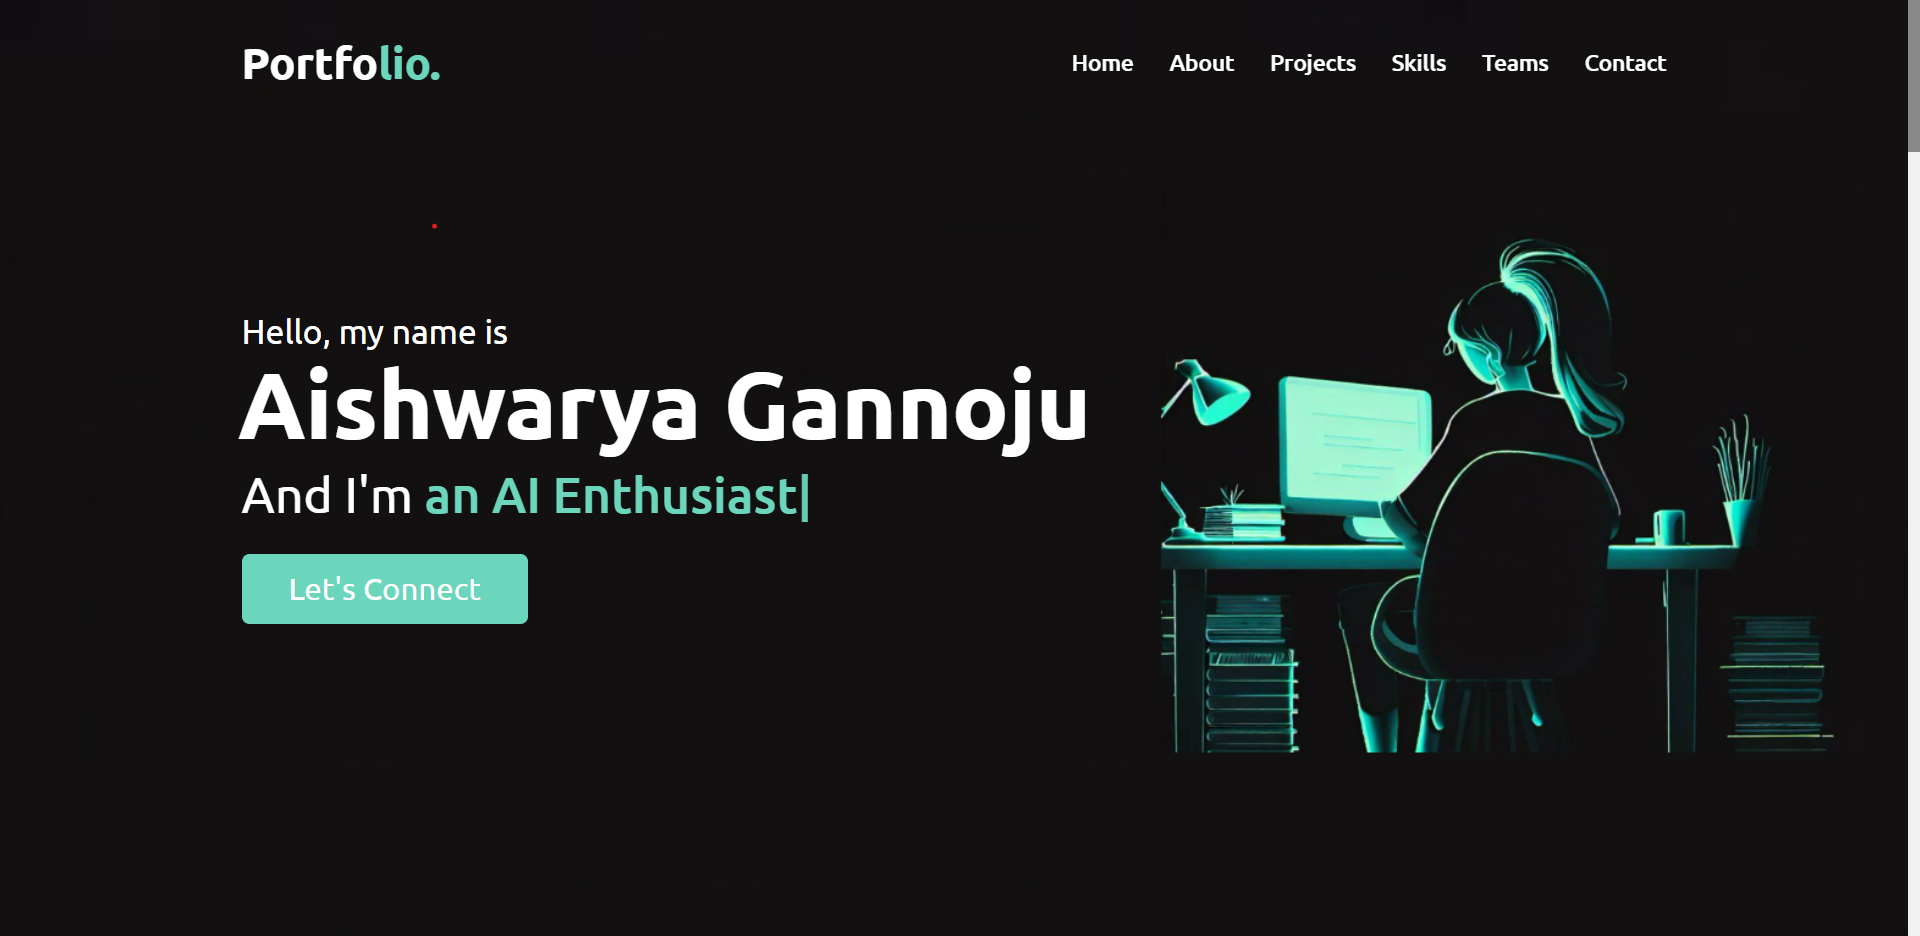 Portfolio.
Home About Projects Skills Teams Contact
Hello, my name is
Aishwarya Gannoju
And I'm an AI Enthusiast|
Let's Connect